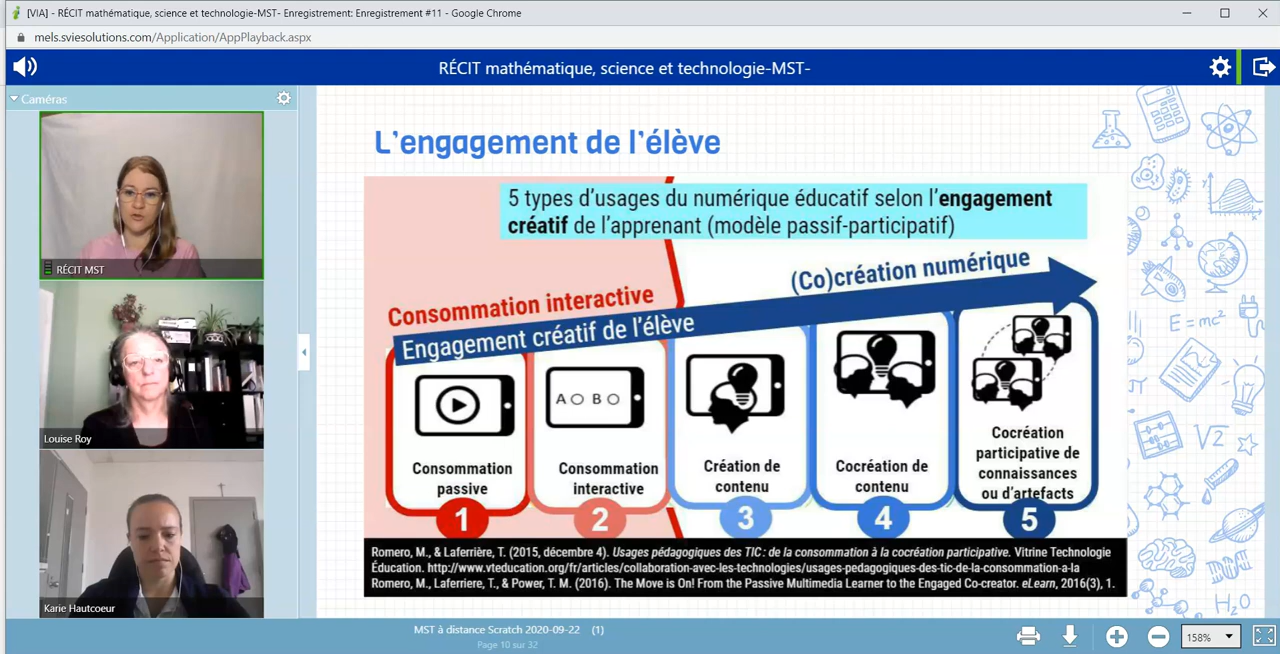 [VIA] - RÉCIT mathématique, science et technologie-MST- Enregistrement: Enregistrement #11 - Google Chrome
mels.sviesolutions.com/Application/AppPlayback.aspx
RÉCIT mathématique, science et technologie-MST-
Caméras
RÉCIT MST
Louise Roy
Karie Hautcoeur
L'engagement de l'élève
5 types d'usages du numérique éducatif selon l'engagement
créatif de l'apprenant (modèle passif-participatif)
(Co)création numérique
Consommation interactive
Engagement créatif de l'élève
A O B O
Consommation
passive
1
Consommation
interactive
2
Création de
contenu
3
Cocréation de
contenu
4
Cocréation
participative de
connaissances
ou d'artefacts
5
Romero, M., & Laferrière, T. (2015, décembre 4). Usages pédagogiques des TIC : de la consommation à la cocréation participative. Vitrine Technologie
Éducation. http://www.vteducation.org/fr/articles/collaboration-avec-les-technologies/usages-pedagogiques-des-tic-de-la-consommation-a-la
Romero, M., Laferriere, T., & Power, T. M. (2016). The Move is On! From the Passive Multimedia Learner to the Engaged Co-creator. eLearn, 2016(3), 1.
E=mc²
√2
H₂O
MST à distance Scratch 2020-09-22 (1)
Page 10 sur 32
158%